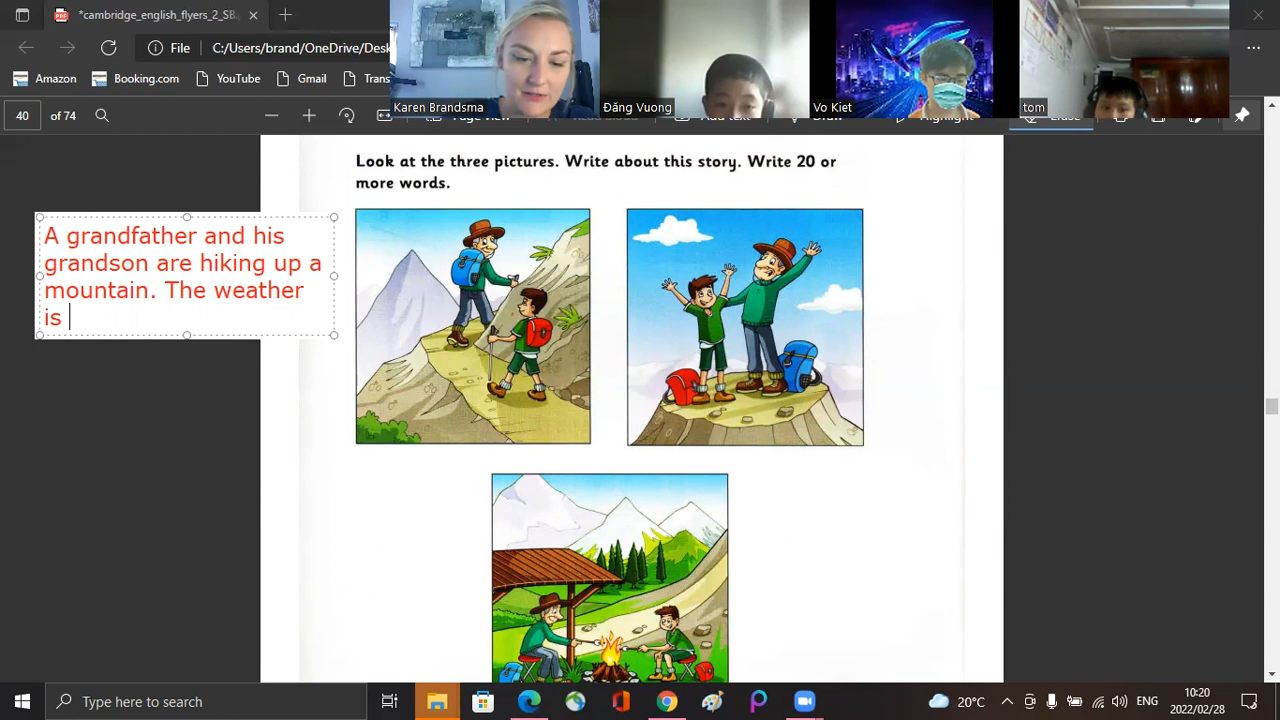 *cambridge_english_flyers_2_SB.
File
C:/Users/brand/OneDrive/Desk
Amazon
Booking.com
YouTube
Gmail
Trans
Karen Brandsma
Đăng Vuong
Vo Kiet
tom
40 of 74
Look at the three pictures. Write about this story. Write 20 or
more words.
A grandfather and his
grandson are hiking up a
mountain. The weather
is
Type here to search
20°C
ENG
10:20
2022/02/28